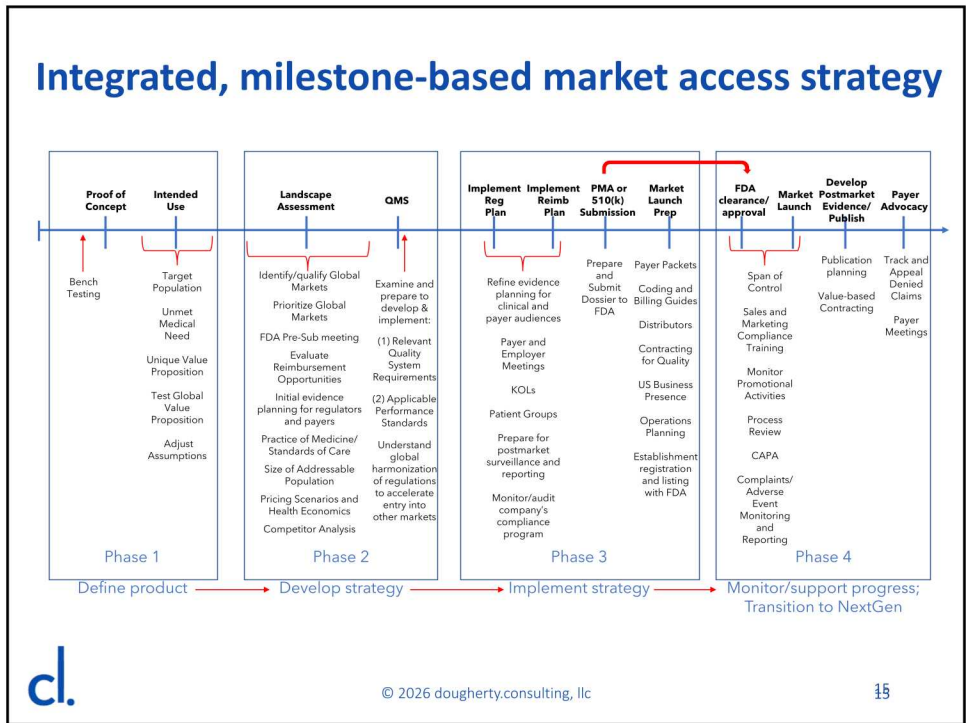 Integrated, milestone-based market access strategy
Proof of
Concept
Intended
Use
Landscape
Assessment
QMS
Implement
Reg
Plan
Implement
Reimb
Plan
PMA or
510(k)
Submission
Market
Launch
Prep
FDA
clearance/
approval
Market
Launch
Develop
Postmarket
Evidence/
Publish
Payer
Advocacy
Bench
Testing
Target
Population
Unmet
Medical
Need
Unique Value
Proposition
Test Global
Value
Proposition
Adjust
Assumptions
Identify/qualify Global
Markets
Prioritize Global
Markets
FDA Pre-Sub meeting
Evaluate
Reimbursement
Opportunities
Initial evidence
planning for regulators
and payers
Practice of Medicine/
Standards of Care
Size of Addressable
Population
Pricing Scenarios and
Health Economics
Competitor Analysis
Examine and
prepare to
develop &
implement:
(1) Relevant
Quality
System
Requirements
(2) Applicable
Performance
Standards
Understand
global
harmonization
of regulations
to accelerate
entry into
other markets
Refine evidence
planning for
clinical and
payer audiences
Payer and
Employer
Meetings
KOLs
Patient Groups
Prepare for
postmarket
surveillance and
reporting
Monitor/audit
company's
compliance
program
Prepare
and
Submit
Dossier to
FDA
Payer Packets
Coding and
Billing Guides
Distributors
Contracting
for Quality
US Business
Presence
Operations
Planning
Establishment
registration
and listing
with FDA
Span of
Control
Sales and
Marketing
Compliance
Training
Monitor
Promotional
Activities
Process
Review
CAPA
Complaints/
Adverse
Event
Monitoring
and
Reporting
Publication
planning
Value-based
Contracting
Track and
Appeal
Denied
Claims
Payer
Meetings
Phase 1
Phase 2
Phase 3
Phase 4
Define product
Develop strategy
Implement strategy
Monitor/support progress;
Transition to NextGen
cl.
© 2026 dougherty.consulting, llc
15